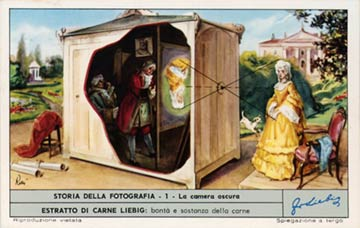 STORIA DELLA FOTOGRAFIA - 1 - La camera oscura
ESTRATTO DI CARNE LIEBIG: bontà e sostanza della carne
Riproduzione vietata
Spiegazione a tergo